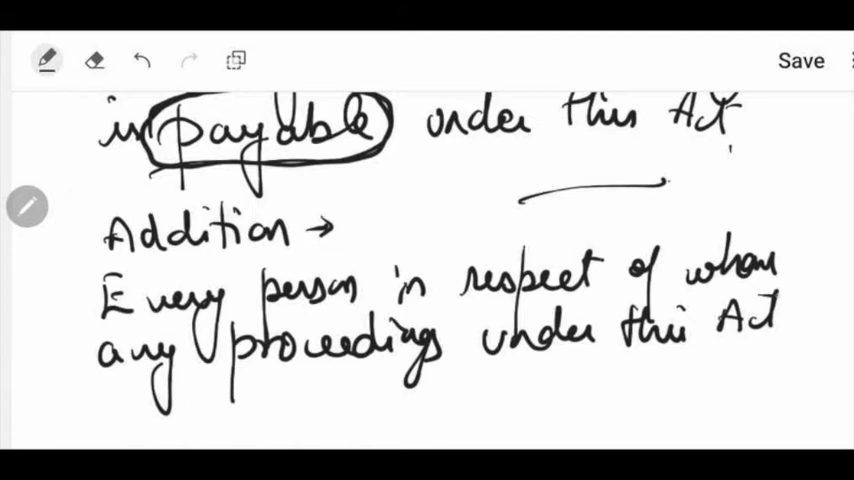 Save
is payable under this Act
Addition →
Every person in respect of whom
any proceedings under this Act